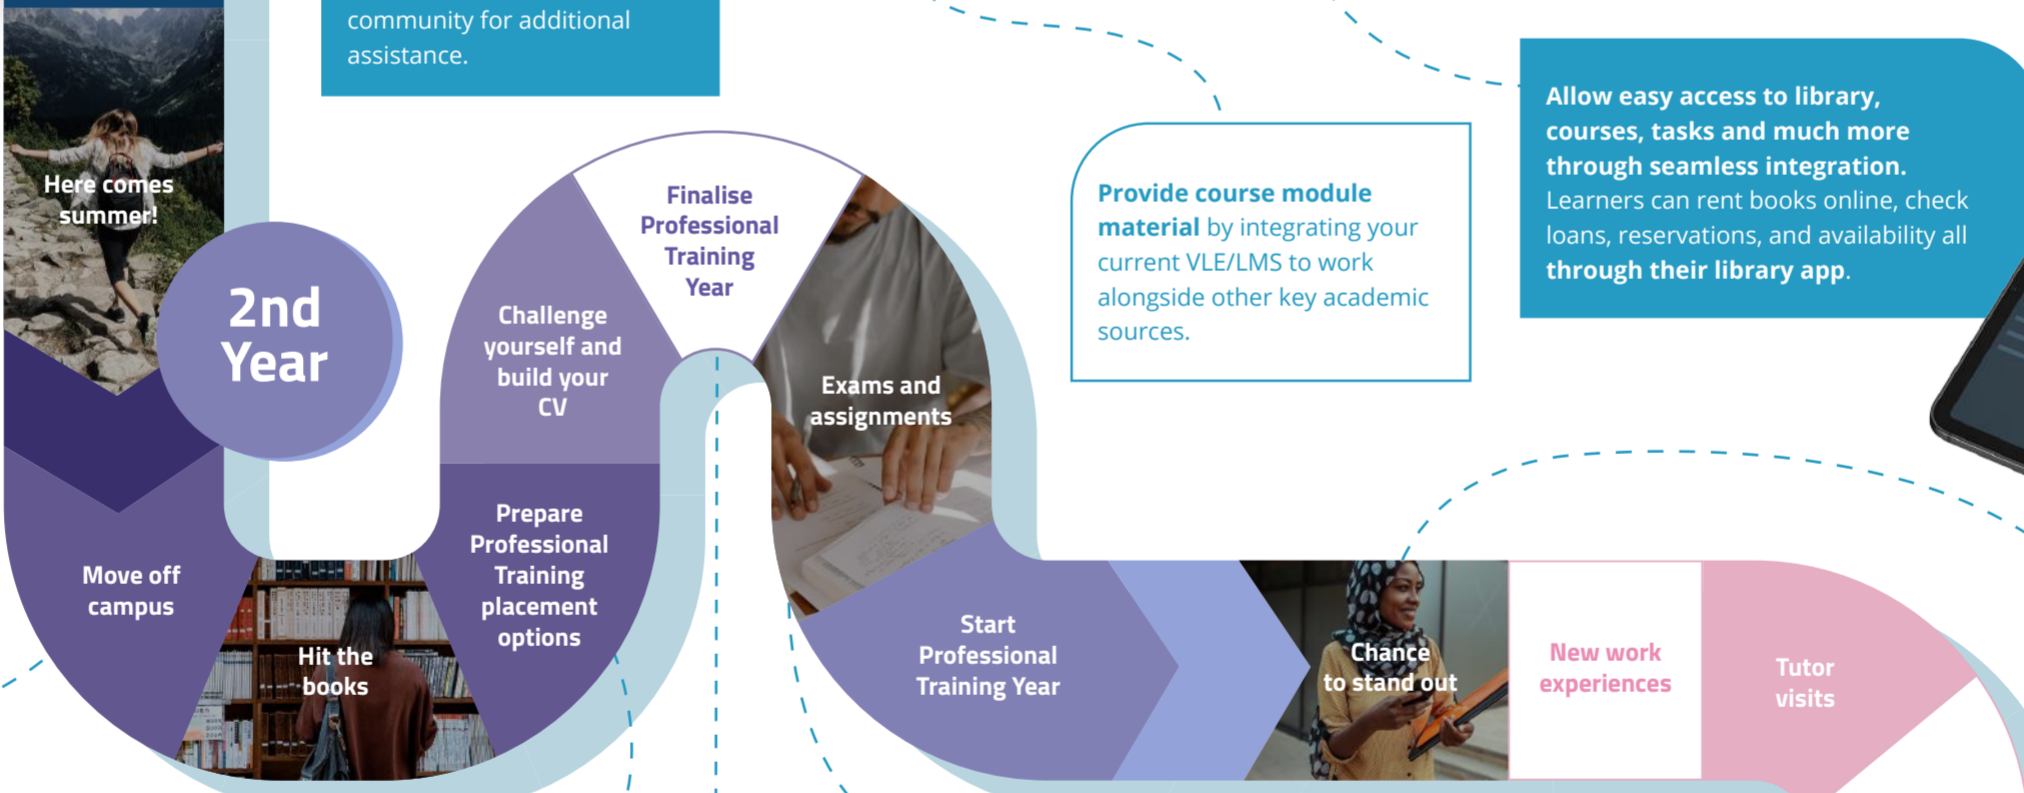 community for additional
assistance.
Here comes
summer!
2nd
Year
Move off
campus
Hit the
books
Prepare
Professional
Training
placement
options
Challenge
yourself and
build your
CV
Finalise
Professional
Training
Year
Exams and
assignments
Start
Professional
Training Year
Chance
to stand out
New work
experiences
Tutor
visits
Provide course module
material by integrating your
current VLE/LMS to work
alongside other key academic
sources.
Allow easy access to library,
courses, tasks and much more
through seamless integration.
Learners can rent books online, check
loans, reservations, and availability all
through their library app.